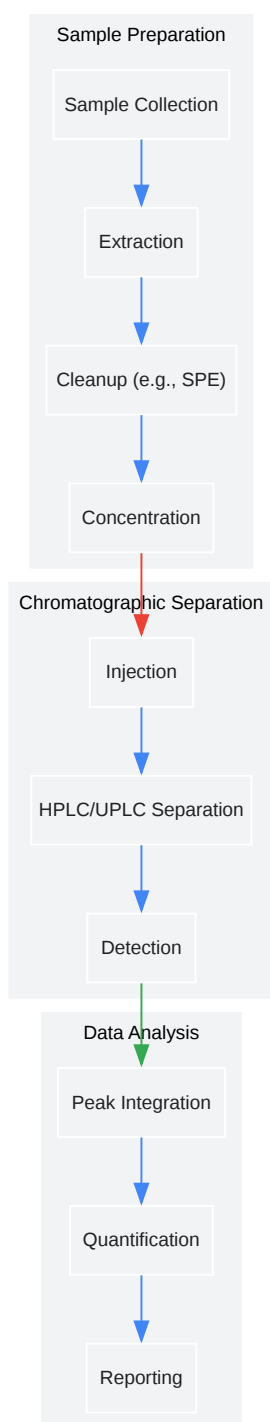 Sample Preparation
Sample Collection
Extraction
Cleanup (e.g., SPE)
Concentration
Chromatographic Separation
Injection
HPLC/UPLC Separation
Detection
Data Analysis
Peak Integration
Quantification
Reporting